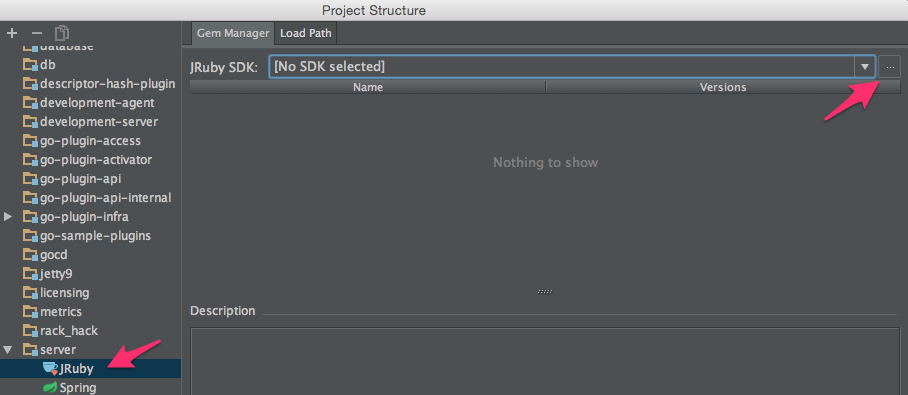 Project Structure
Gem Manager Load Path
JRuby SDK: [No SDK selected] ...
Name Versions
Nothing to show
Description
database
db
descriptor-hash-plugin
development-agent
development-server
go-plugin-access
go-plugin-activator
go-plugin-api
go-plugin-api-internal
go-plugin-infra
go-sample-plugins
gocd
jetty9
licensing
metrics
rack_hack
server
JRuby
Spring